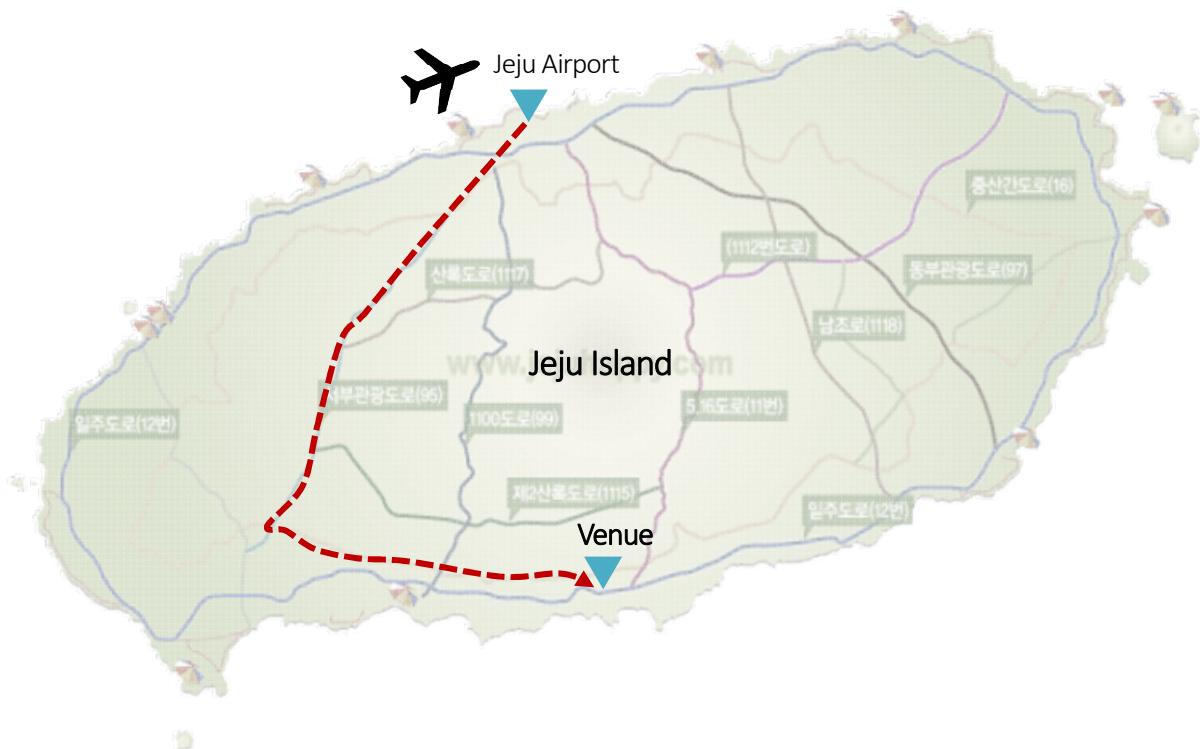 Jeju Airport
중산간도로(16)
(1112번도로)
산록도로(1117)
동부관광도로(97)
남조로(1118)
Jeju Island
부관광도로(95)
일주도로(12번)
1100도로(99)
5.16도로(11번)
제2산록도로(1115)
일주도로(12번)
Venue